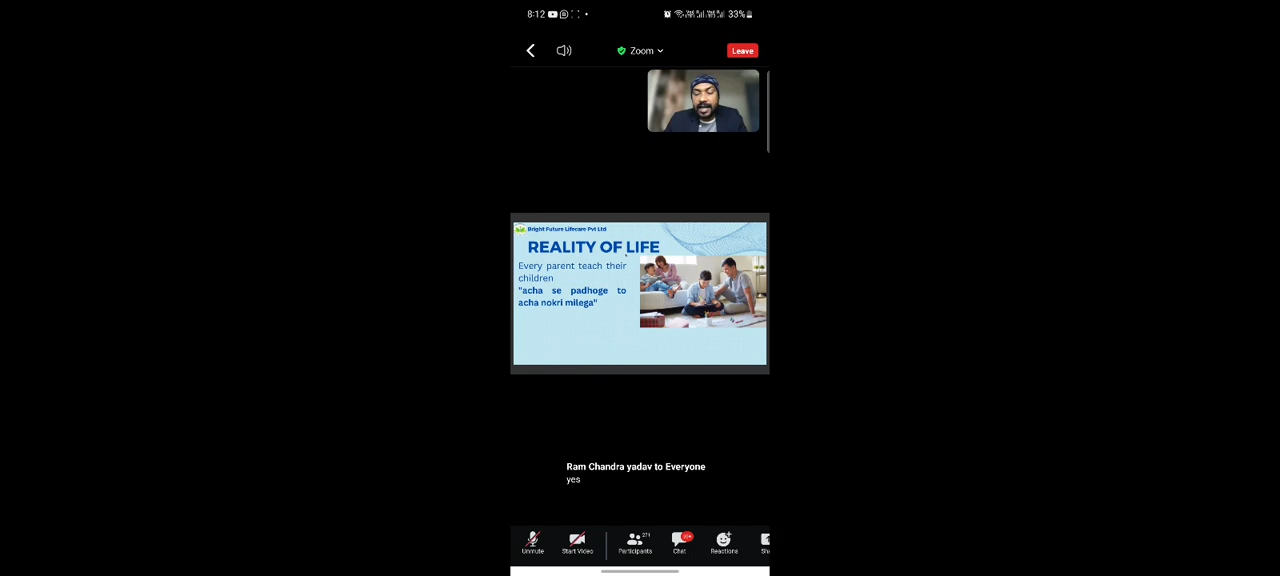 8:12
33%
Zoom
Leave
Bright Future Lifecare Pvt Ltd
REALITY OF LIFE
Every parent teach their
children
"acha se padhoge to
acha nokri milega"
Ram Chandra yadav to Everyone
yes
Unmute
Start Video
Participants
271
Chat
Reactions